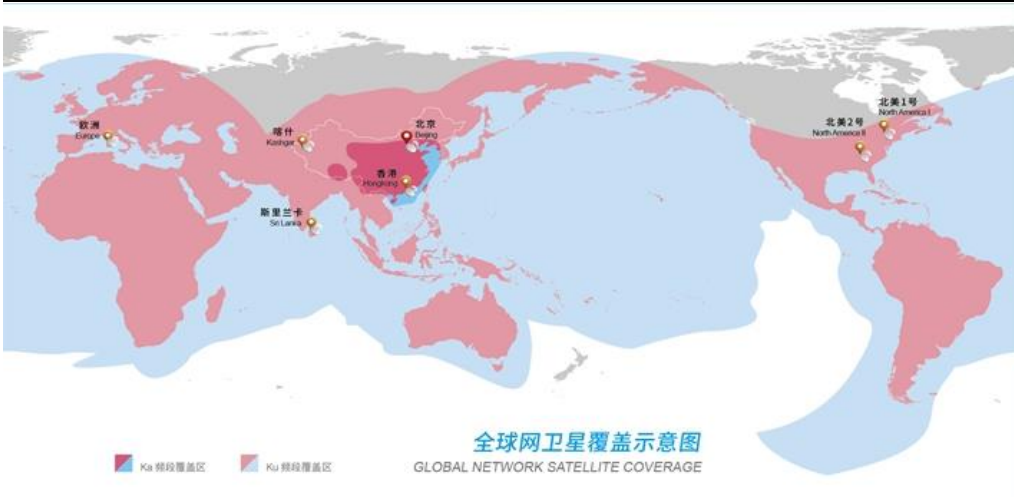 欧洲
Europe
喀什
Kashgar
北京
Beijing
香港
Hongkong
斯里兰卡
Sri Lanka
北美1号
North America I
北美2号
North America II
全球网卫星覆盖示意图
GLOBAL NETWORK SATELLITE COVERAGE
Ka 频段覆盖区
Ku 频段覆盖区